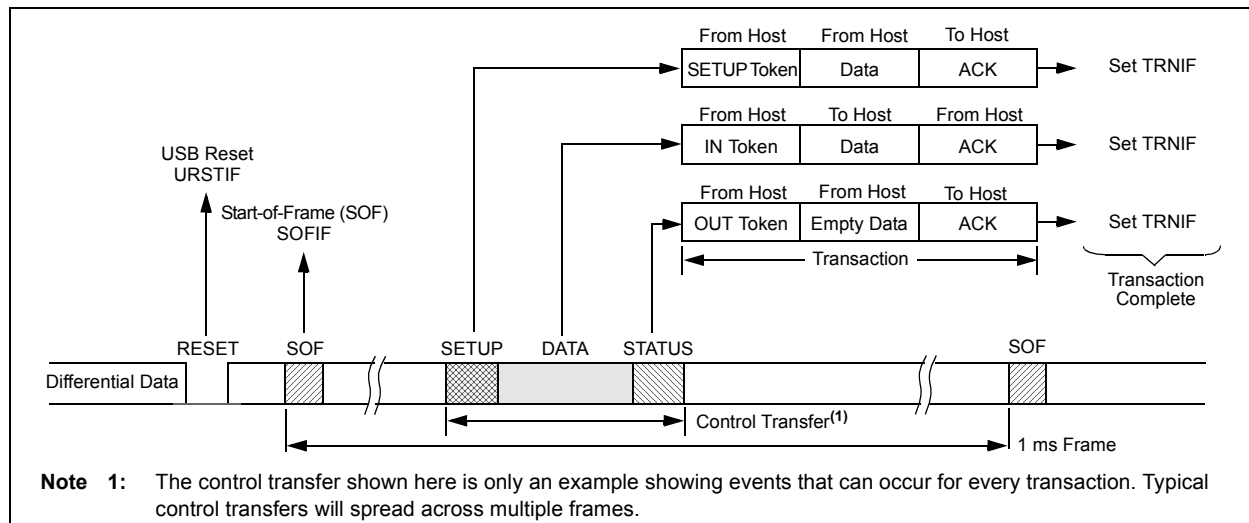 From Host From Host To Host
SETUP Token Data ACK Set TRNIF
From Host To Host From Host
IN Token Data ACK Set TRNIF
USB Reset
URSTIF
From Host From Host To Host
Start-of-Frame (SOF)
SOFIF
OUT Token Empty Data ACK Set TRNIF
Transaction
Transaction
Complete
RESET SOF SETUP DATA STATUS SOF
Differential Data
Control Transfer(1)
1 ms Frame
Note 1: The control transfer shown here is only an example showing events that can occur for every transaction. Typical
control transfers will spread across multiple frames.